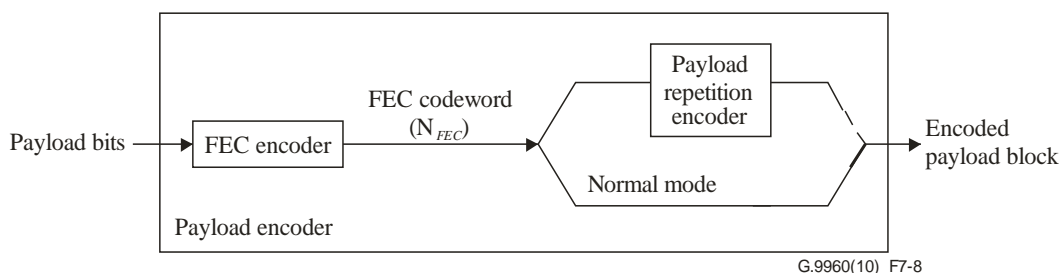 Payload
repetition
encoder
FEC codeword
(N_FEC)
Payload bits
FEC encoder
Encoded
payload block
Normal mode
Payload encoder
G.9960(10)_F7-8